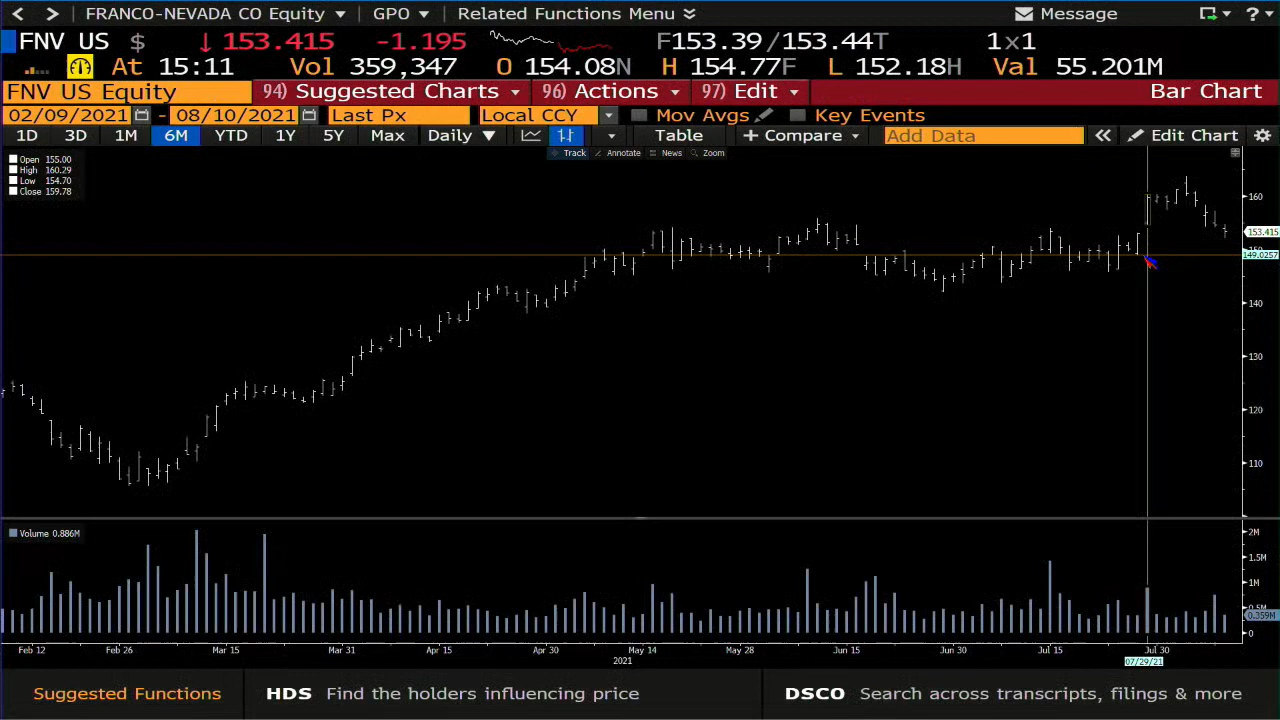 FRANCO-NEVADA CO Equity GPO Related Functions Menu Message ?
FNV US $ ↓ 153.415 -1.195 F153.39/153.44T 1x1
At 15:11 Vol 359,347 O 154.08N H 154.77F L 152.18H Val 55.201M
FNV US Equity 94) Suggested Charts 96) Actions 97) Edit Bar Chart
02/09/2021 - 08/10/2021 Last Px Local CCY Mov Avgs Key Events
1D 3D 1M 6M YTD 1Y 5Y Max Daily Table + Compare Add Data « Edit Chart
Track Annotate News Zoom
Open 155.00
High 160.29
Low 154.70
Close 159.78
160
153.415
150
149.0257
140
130
120
110
Volume 0.886M
2M
1.5M
1M
0.5M
0.359M
0
Feb 12 Feb 26 Mar 15 Mar 31 Apr 15 Apr 30 May 14 May 28 Jun 15 Jun 30 Jul 15 Jul 30
2021 07/29/21
Suggested Functions HDS Find the holders influencing price DSCO Search across transcripts, filings & more